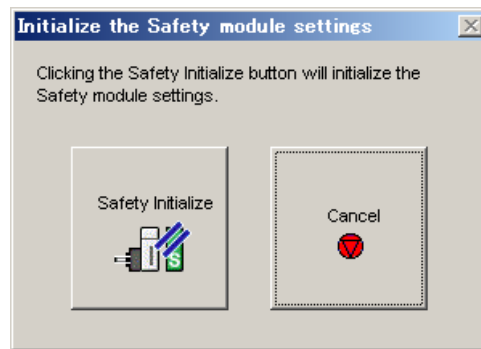 Initialize the Safety module settings
Clicking the Safety Initialize button will initialize the
Safety module settings.
Safety Initialize
S
Cancel